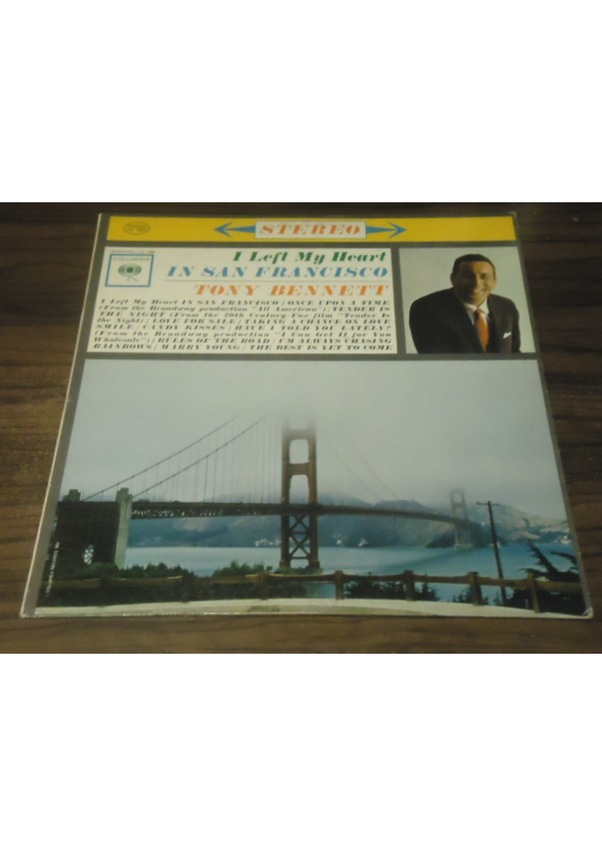 STEREO
COLUMBIA
I Left My Heart
IN SAN FRANCISCO
TONY BENNETT
I Left My Heart IN SAN FRANCISCO / ONCE UPON A TIME
(From the Broadway production "All American") / TENDER IS
THE NIGHT (From the 20th Century Fox film "Tender Is
the Night) / LOVE FOR SALE / TAKING A CHANCE ON LOVE
SMILE / CANDY KISSES / HAVE I TOLD YOU LATELY?
(From the Broadway production "I Can Get It for You
Wholesale") / RULES OF THE ROAD / I'M ALWAYS CHASING
RAINBOWS / MARRY YOUNG / THE BEST IS YET TO COME